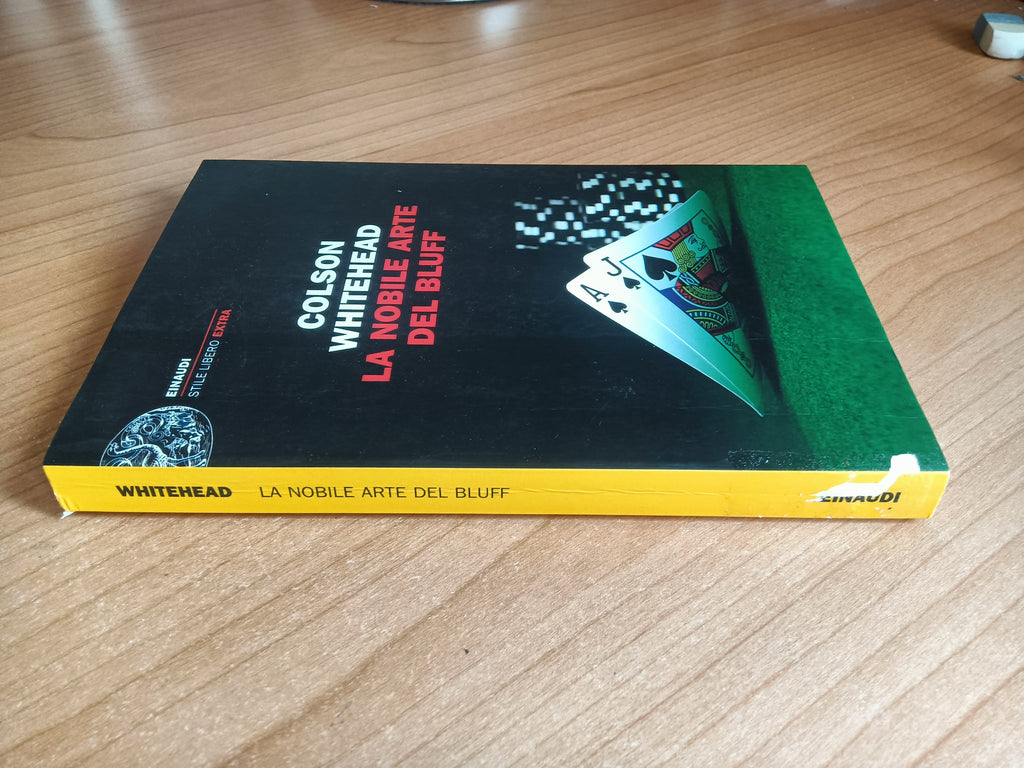 COLSON
WHITEHEAD
LA NOBILE ARTE
DEL BLUFF
EINAUDI
STILE LIBERO EXTRA
A
J
WHITEHEAD LA NOBILE ARTE DEL BLUFF EINAUDI